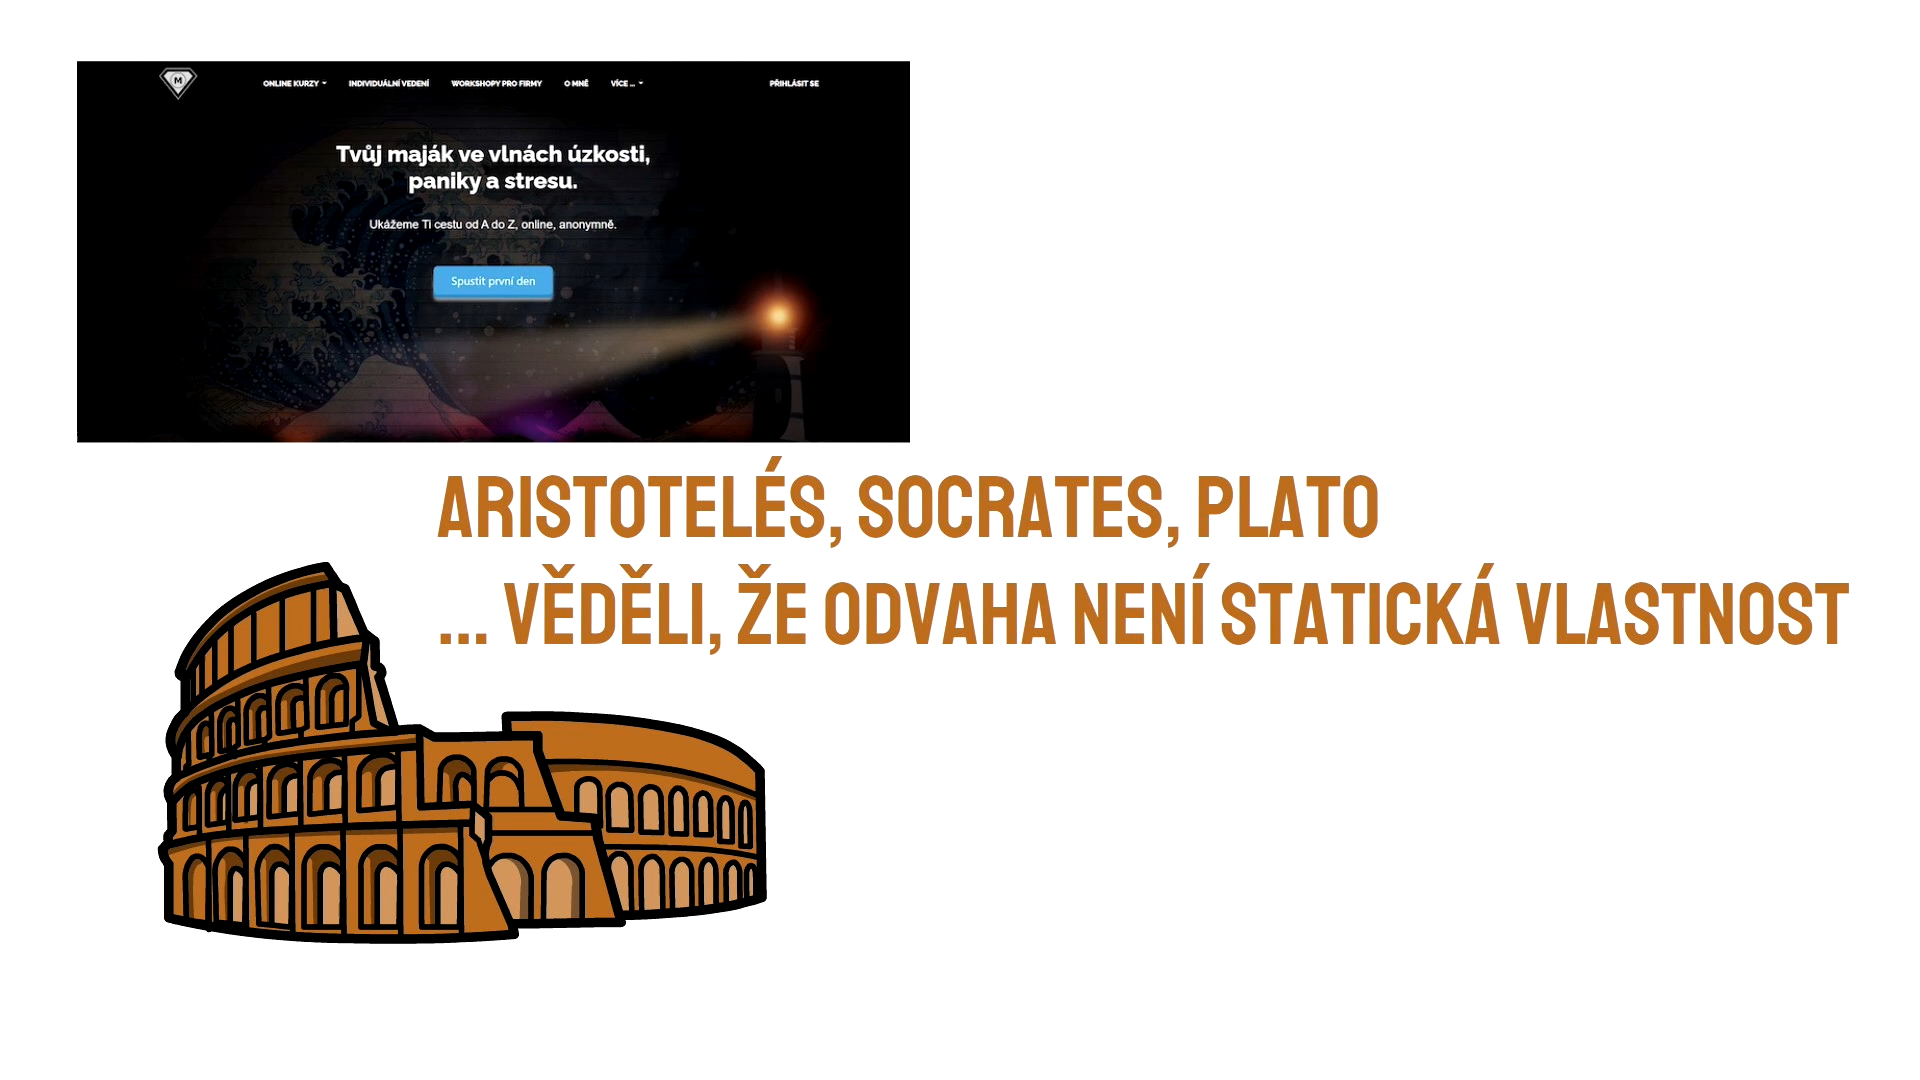 M
ONLINE KURZY
INDIVIDUÁLNÍ VEDENÍ
WORKSHOPY PRO FIRMY
O MNĚ
VÍCE ...
PŘIHLÁSIT SE
Tvůj maják ve vlnách úzkosti,
paniky a stresu.
Ukážeme Ti cestu od A do Z, online, anonymně.
Spustit první den
ARISTOTELÉS, SOCRATES, PLATO
... VĚDĚLI, ŽE ODVAHA NENÍ STATICKÁ VLASTNOST